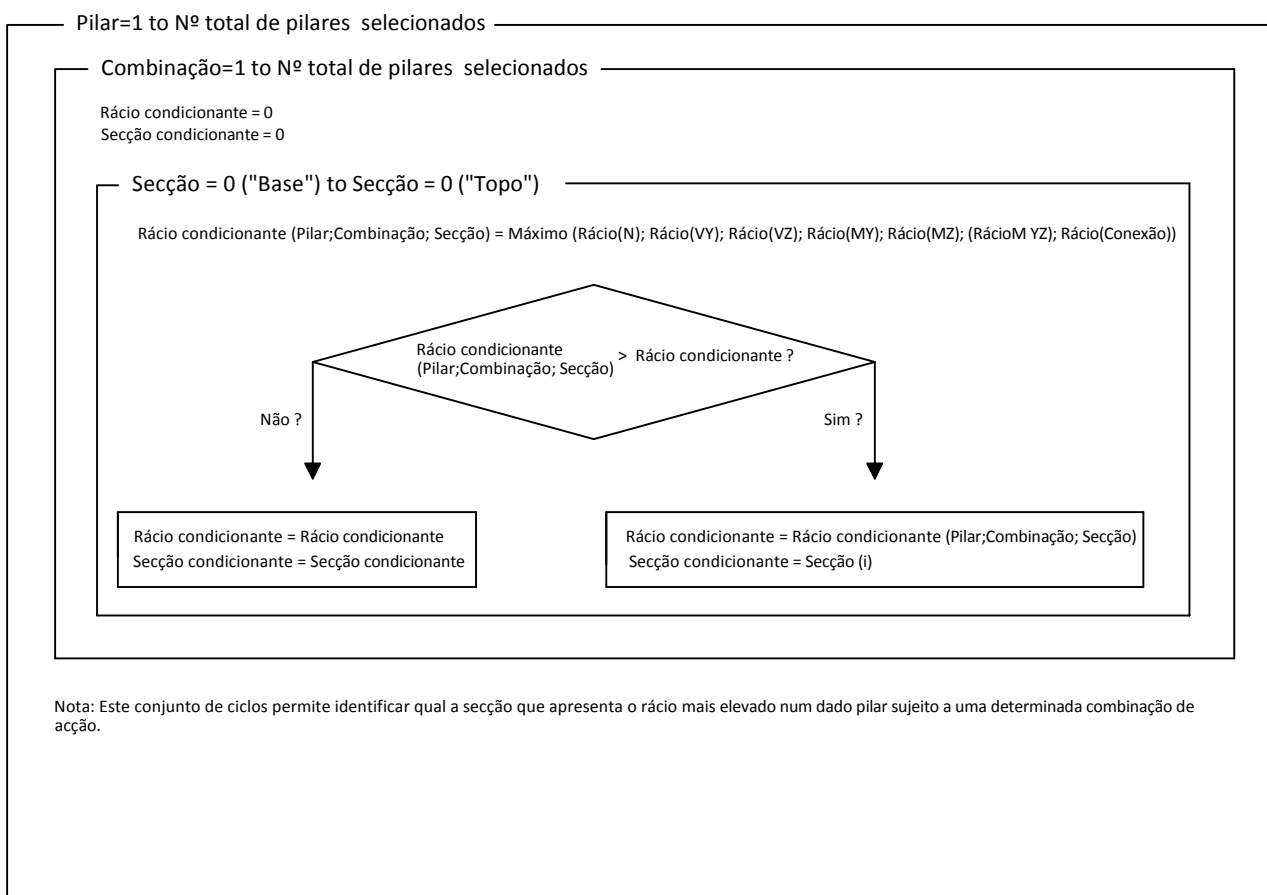 Pilar=1 to Nº total de pilares selecionados
Combinação=1 to Nº total de pilares selecionados
Rácio condicionante = 0
Secção condicionante = 0
Secção = 0 ("Base") to Secção = 0 ("Topo")
Rácio condicionante (Pilar;Combinação; Secção) = Máximo (Rácio(N); Rácio(VY); Rácio(VZ); Rácio(MY); Rácio(MZ); (RácioM YZ); Rácio(Conexão))
Rácio condicionante
(Pilar;Combinação; Secção) > Rácio condicionante ?
Não ?
Sim ?
Rácio condicionante = Rácio condicionante
Secção condicionante = Secção condicionante
Rácio condicionante = Rácio condicionante (Pilar;Combinação; Secção)
Secção condicionante = Secção (i)
Nota: Este conjunto de ciclos permite identificar qual a secção que apresenta o rácio mais elevado num dado pilar sujeito a uma determinada combinação de
acção.